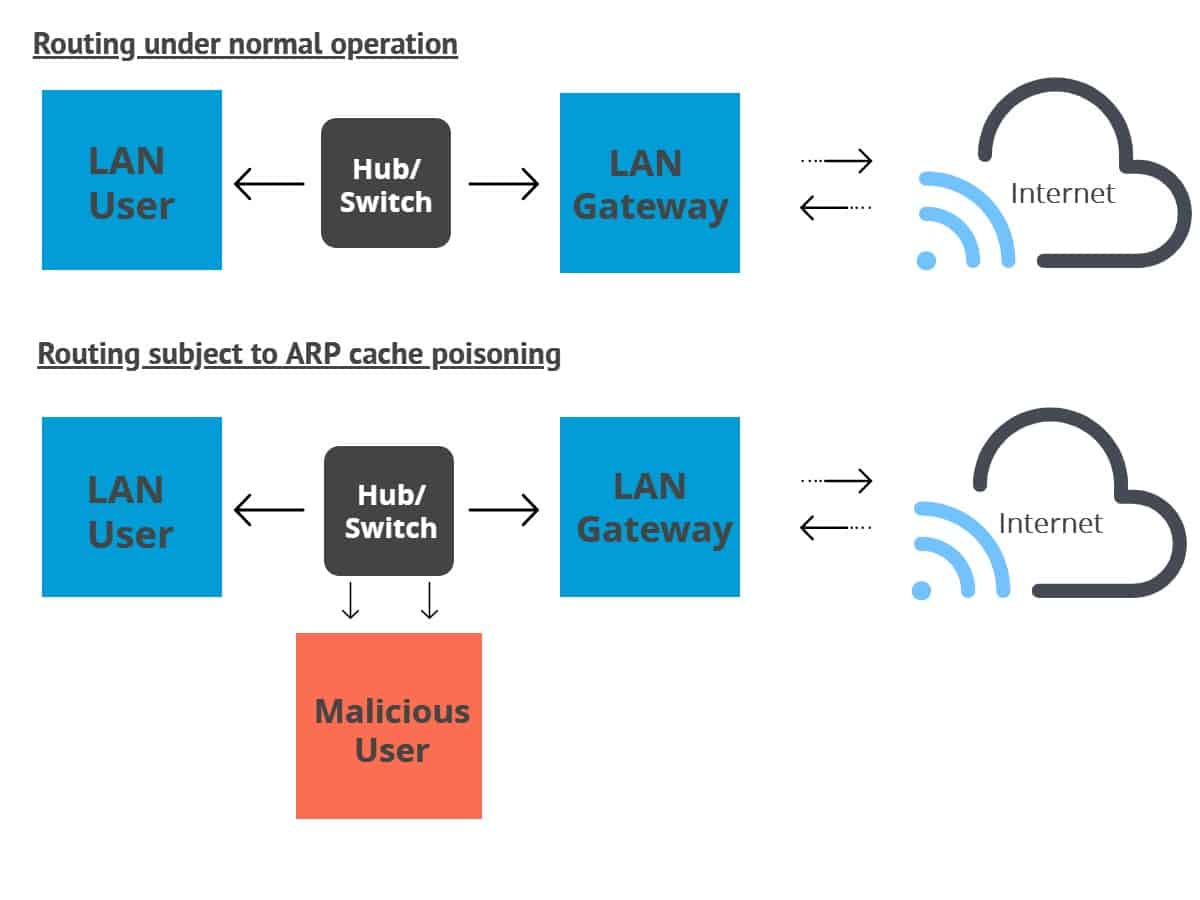 Routing under normal operation
LAN
User
Hub/
Switch
LAN
Gateway
Internet
Routing subject to ARP cache poisoning
LAN
User
Hub/
Switch
LAN
Gateway
Internet
Malicious
User